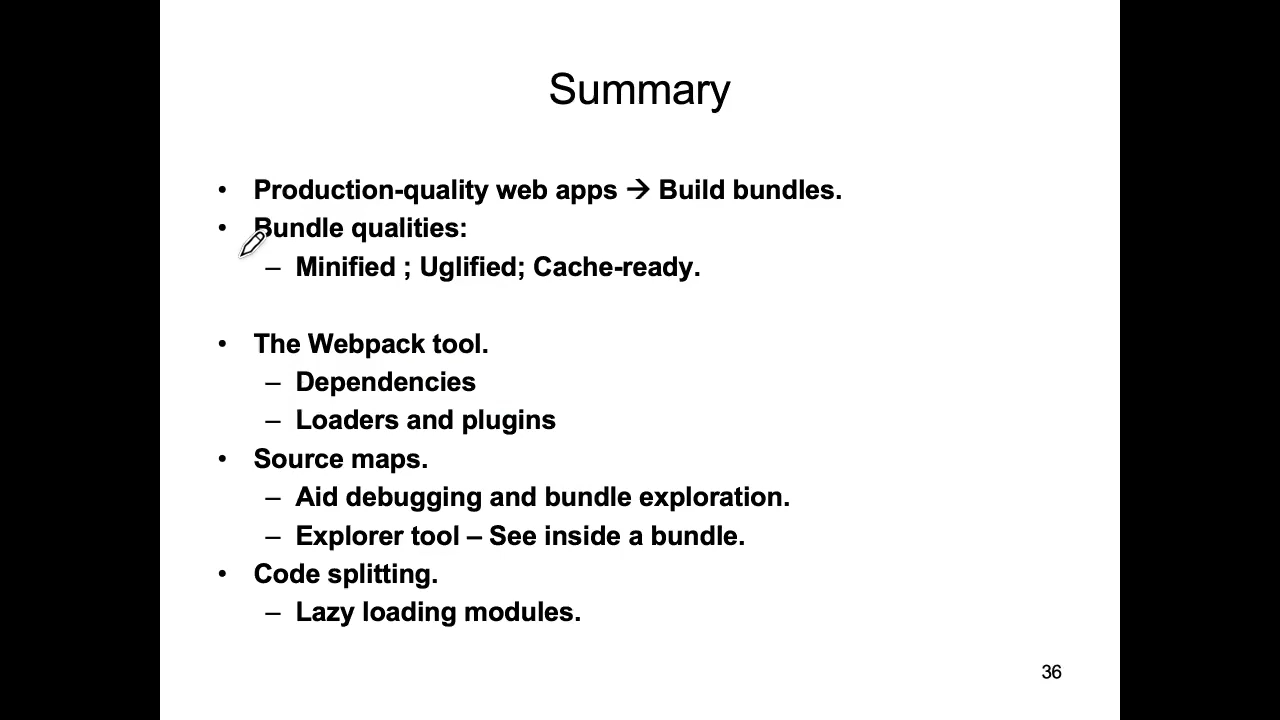 Summary
• Production-quality web apps → Build bundles.
• Bundle qualities:
– Minified ; Uglified; Cache-ready.
• The Webpack tool.
– Dependencies
– Loaders and plugins
• Source maps.
– Aid debugging and bundle exploration.
– Explorer tool – See inside a bundle.
• Code splitting.
– Lazy loading modules.
36